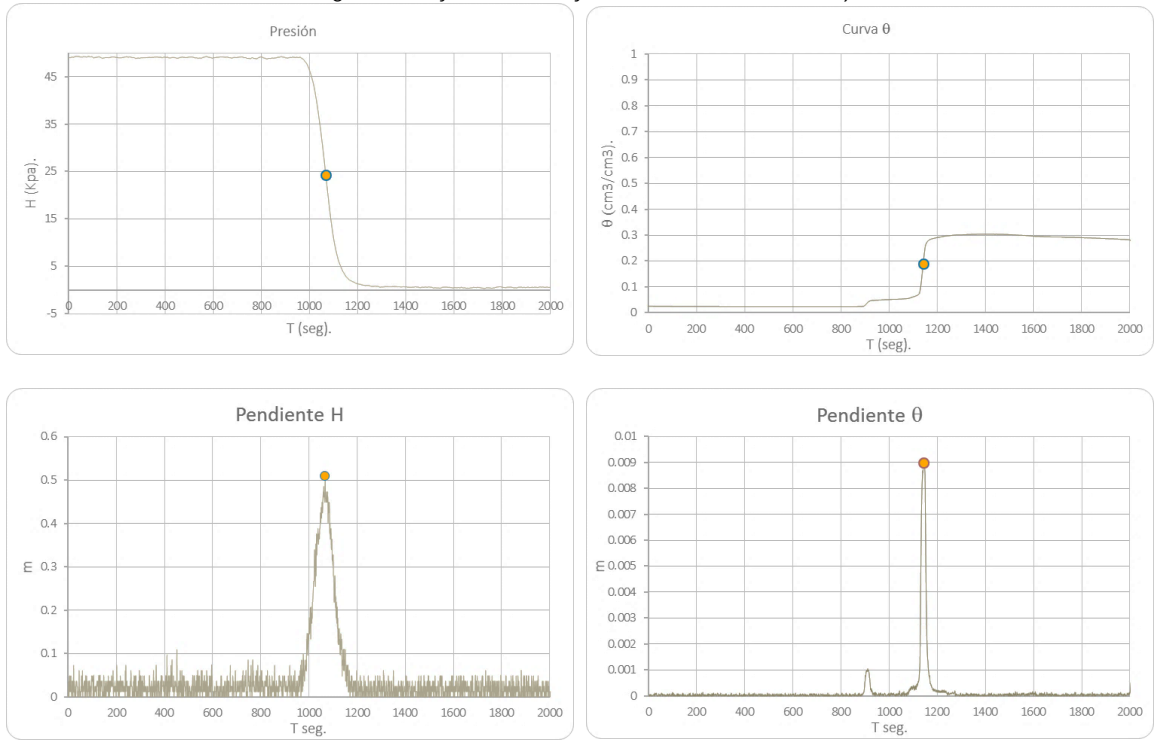 Presión
45
35
25
15
5
-5
H (Kpa).
0 200 400 600 800 1000 1200 1400 1600 1800 2000
T (seg).
Curva θ
1
0.9
0.8
0.7
0.6
0.5
0.4
0.3
0.2
0.1
0
θ (cm3/cm3).
0 200 400 600 800 1000 1200 1400 1600 1800 2000
T (seg).
Pendiente H
0.6
0.5
0.4
0.3
0.2
0.1
0
m
0 200 400 600 800 1000 1200 1400 1600 1800 2000
T seg.
Pendiente θ
0.01
0.009
0.008
0.007
0.006
0.005
0.004
0.003
0.002
0.001
0
m
0 200 400 600 800 1000 1200 1400 1600 1800 2000
T seg.